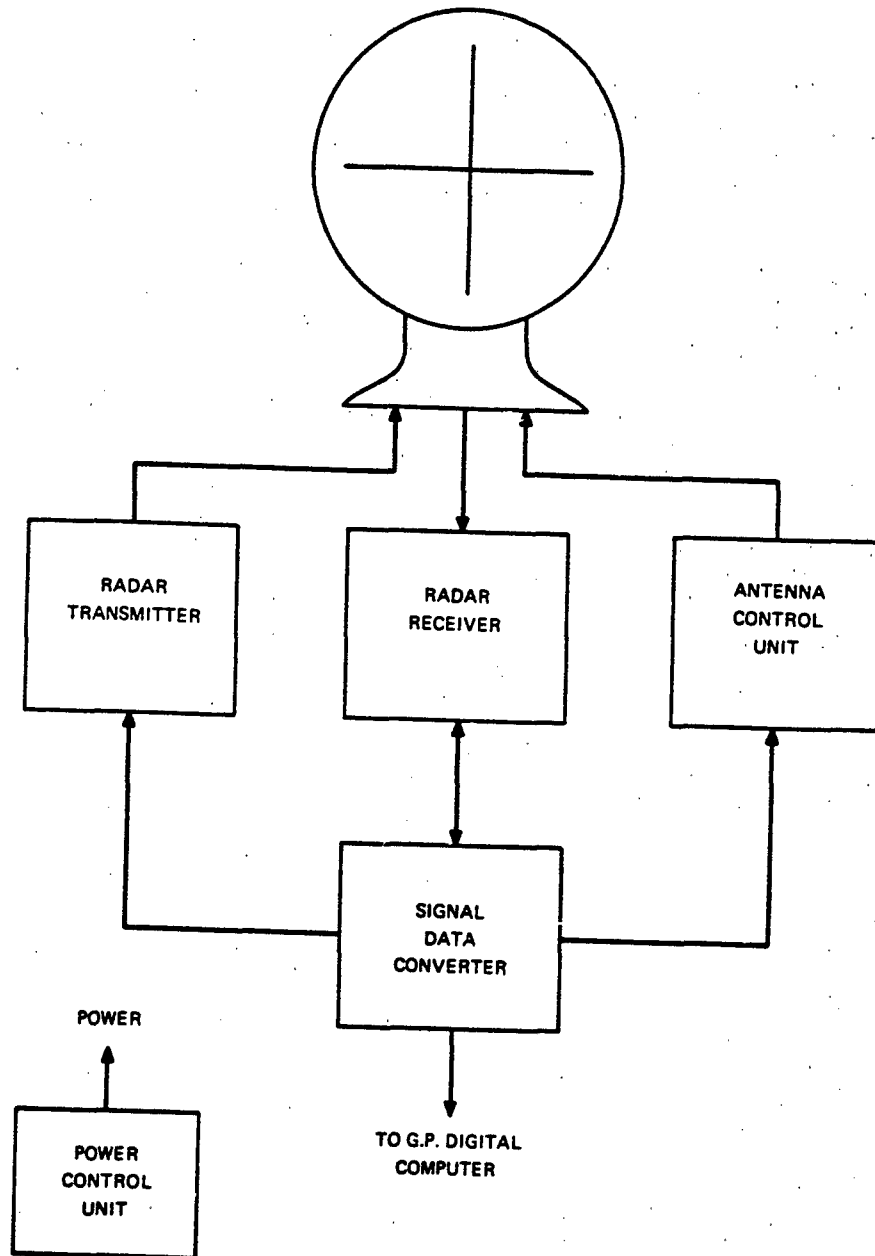 RADAR
TRANSMITTER
RADAR
RECEIVER
ANTENNA
CONTROL
UNIT
SIGNAL
DATA
CONVERTER
POWER
POWER
CONTROL
UNIT
TO G.P. DIGITAL
COMPUTER